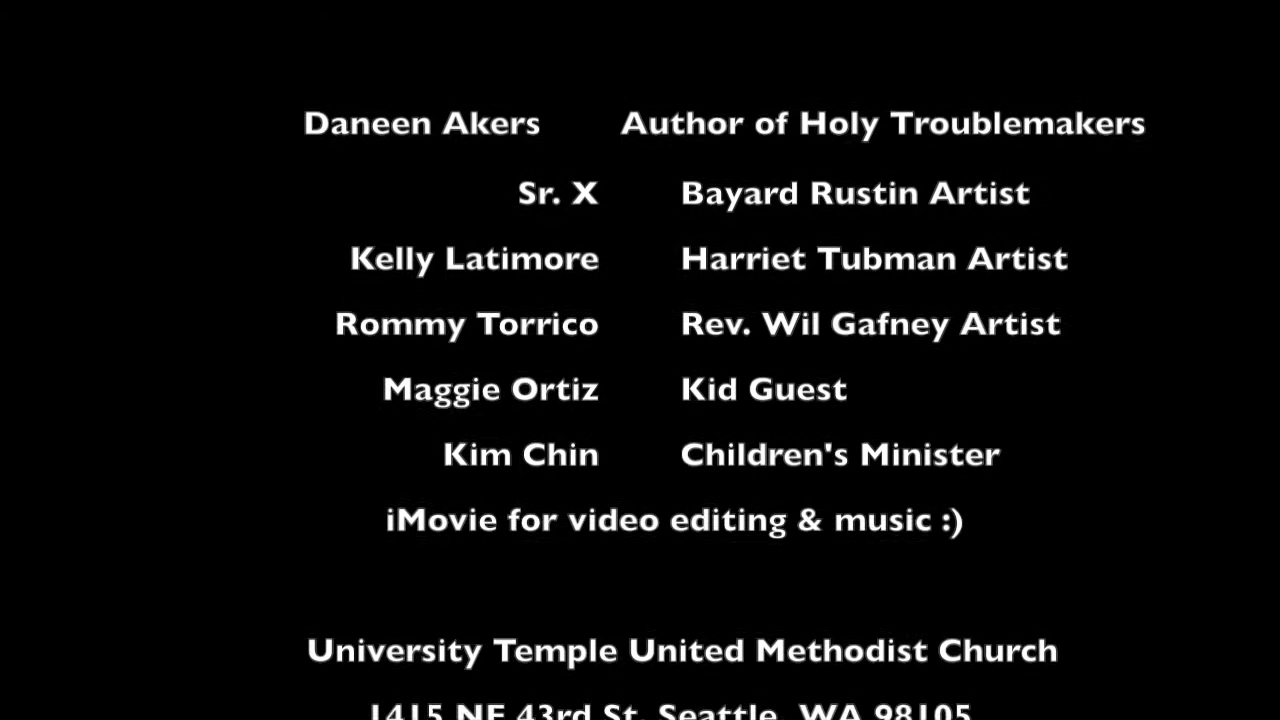 Daneen Akers Author of Holy Troublemakers
Sr. X Bayard Rustin Artist
Kelly Latimore Harriet Tubman Artist
Rommy Torrico Rev. Wil Gafney Artist
Maggie Ortiz Kid Guest
Kim Chin Children's Minister
iMovie for video editing & music :)
University Temple United Methodist Church
1415 NE 43rd St. Seattle, WA 98105